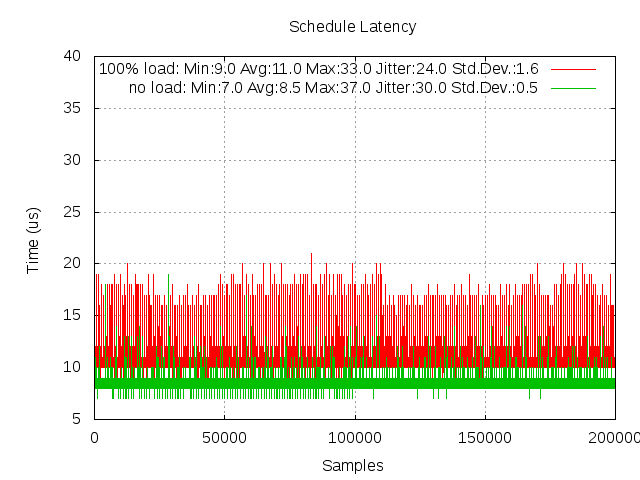 Schedule Latency
40
35
30
25
20
15
10
5
100% load: Min:9.0 Avg:11.0 Max:33.0 Jitter:24.0 Std.Dev.:1.6
no load: Min:7.0 Avg:8.5 Max:37.0 Jitter:30.0 Std.Dev.:0.5
Time (us)
0 50000 100000 150000 200000
Samples